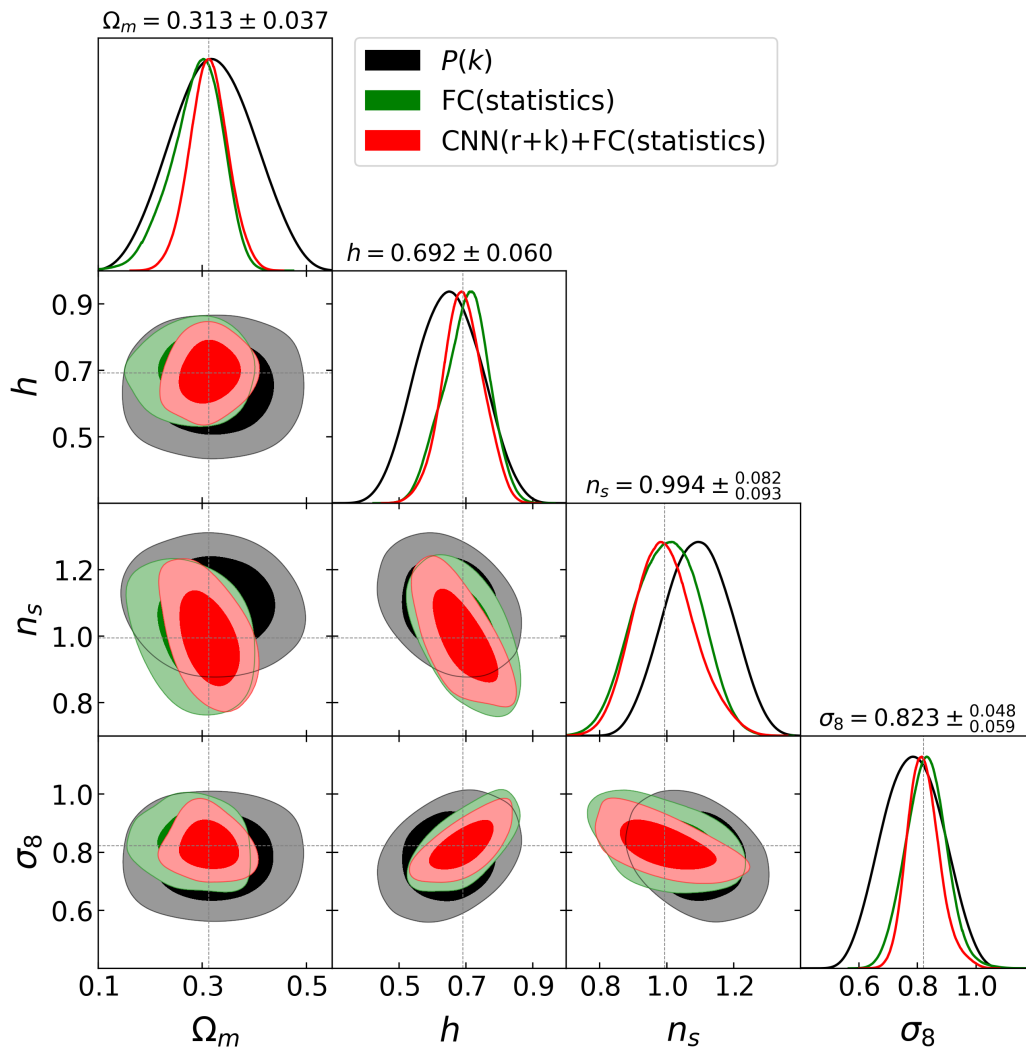 Ωₘ = 0.313 ± 0.037
P(k)
FC(statistics)
CNN(r+k)+FC(statistics)
h = 0.692 ± 0.060
0.9
0.7
0.5
h
nₛ = 0.994 ± 0.082 0.093
1.2
1.0
0.8
nₛ
σ₈ = 0.823 ± 0.048 0.059
1.0
0.8
0.6
σ₈
0.1 0.3 0.5 0.7 0.9 0.8 1.0 1.2 0.6 0.8 1.0
Ωₘ h nₛ σ₈